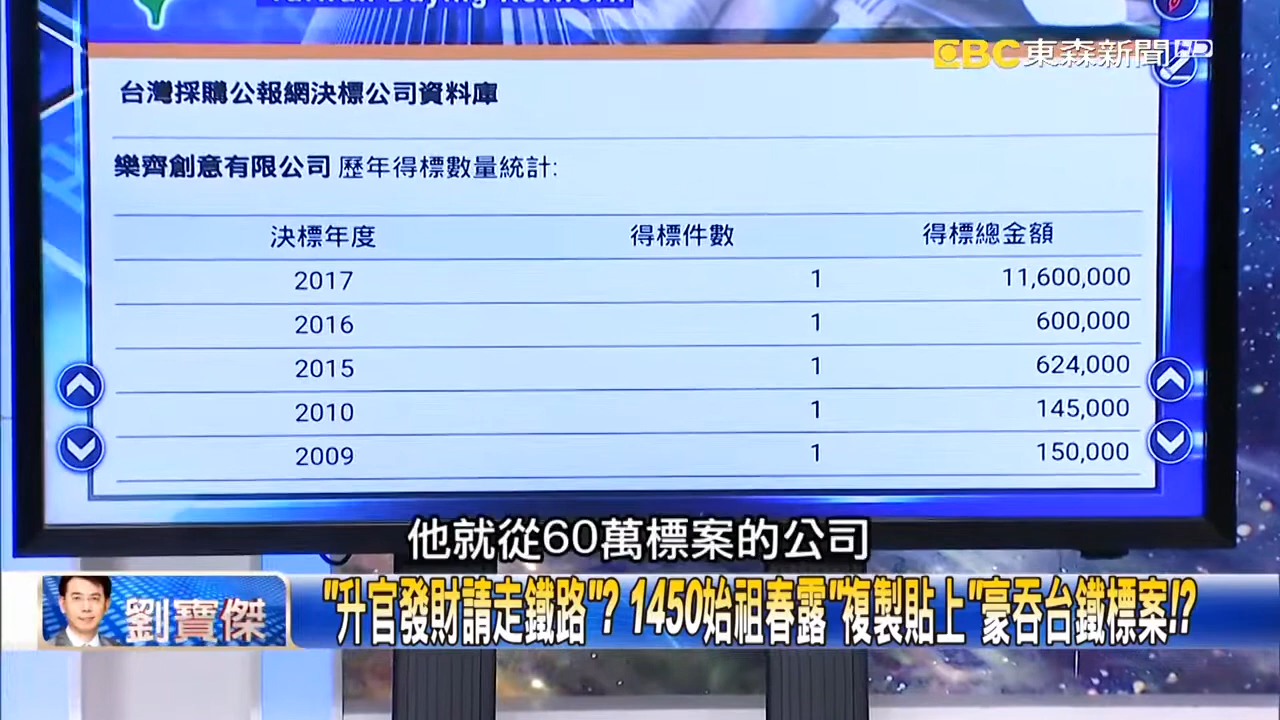 Taiwan Buying Network
EBC東森新聞HD
台灣採購公報網決標公司資料庫
樂齊創意有限公司 歷年得標數量統計:
決標年度 得標件數 得標總金額
2017 1 11,600,000
2016 1 600,000
2015 1 624,000
2010 1 145,000
2009 1 150,000
他就從60萬標案的公司
劉寶傑 "升官發財請走鐵路"? 1450始祖春露"複製貼上"豪吞台鐵標案!?